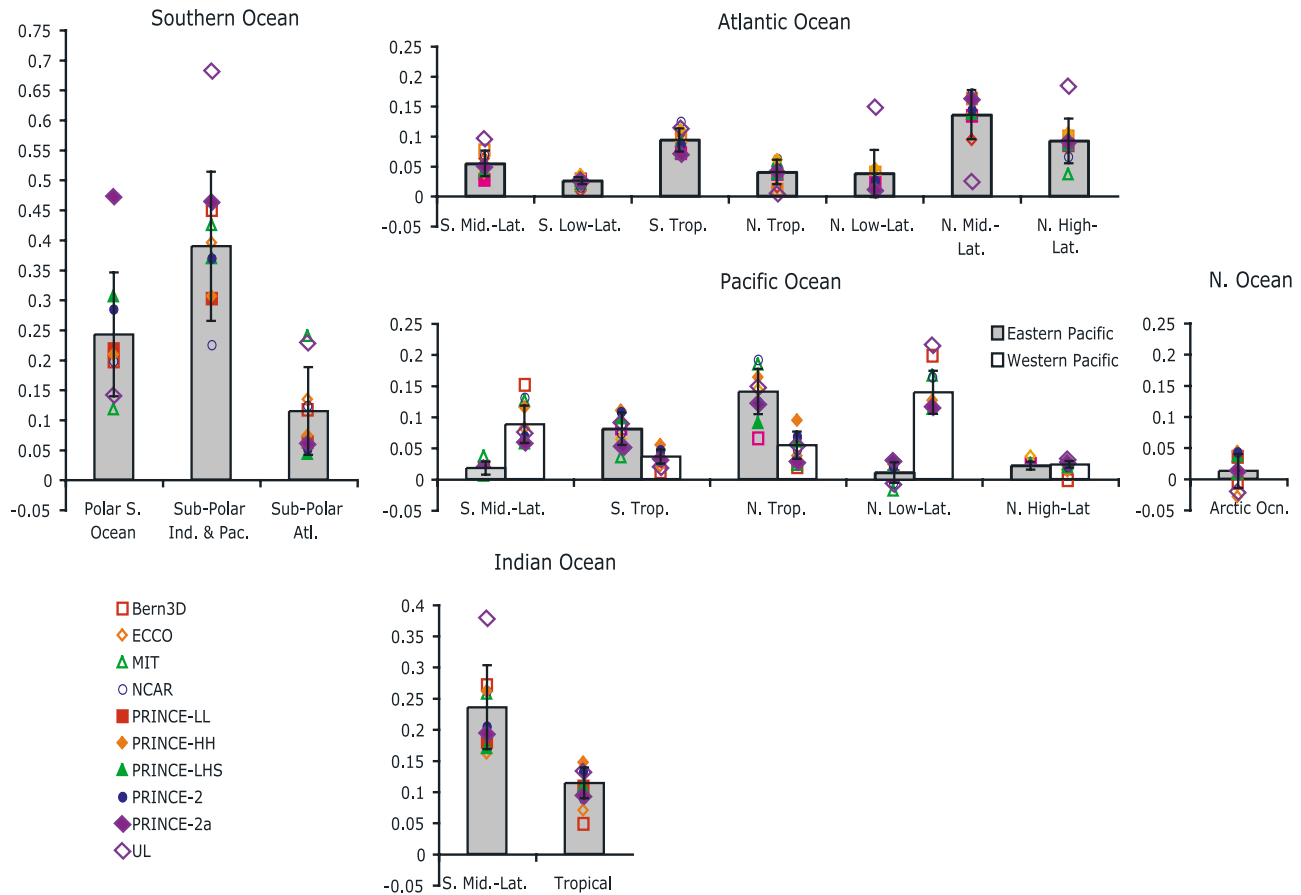 Southern Ocean
0.75
0.7
0.65
0.6
0.55
0.5
0.45
0.4
0.35
0.3
0.25
0.2
0.15
0.1
0.05
0
-0.05
Polar S.
Ocean
Sub-Polar
Ind. & Pac.
Sub-Polar
Atl.
Atlantic Ocean
0.25
0.2
0.15
0.1
0.05
0
-0.05
S. Mid.-Lat.
S. Low-Lat.
S. Trop.
N. Trop.
N. Low-Lat.
N. Mid.-
Lat.
N. High-
Lat.
Pacific Ocean
0.25
0.2
0.15
0.1
0.05
0
-0.05
Eastern Pacific
Western Pacific
S. Mid.-Lat.
S. Trop.
N. Trop.
N. Low-Lat.
N. High-Lat
N. Ocean
0.25
0.2
0.15
0.1
0.05
0
-0.05
Arctic Ocn.
Indian Ocean
0.4
0.35
0.3
0.25
0.2
0.15
0.1
0.05
0
-0.05
S. Mid.-Lat.
Tropical
Bern3D
ECCO
MIT
NCAR
PRINCE-LL
PRINCE-HH
PRINCE-LHS
PRINCE-2
PRINCE-2a
UL